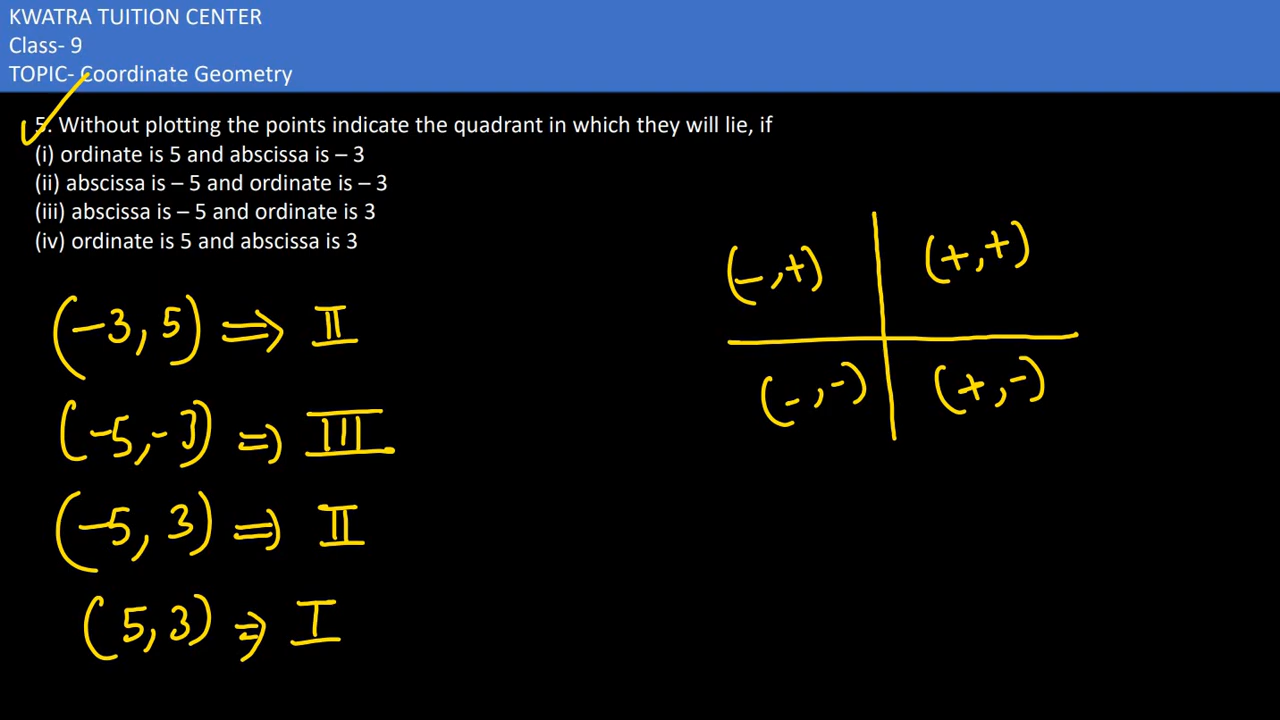 KWATRA TUITION CENTER
Class- 9
TOPIC- Coordinate Geometry
5. Without plotting the points indicate the quadrant in which they will lie, if
(i) ordinate is 5 and abscissa is – 3
(ii) abscissa is – 5 and ordinate is – 3
(iii) abscissa is – 5 and ordinate is 3
(iv) ordinate is 5 and abscissa is 3
(-3, 5) ⇒ II
(-5, -3) ⇒ III
(-5, 3) ⇒ II
(5, 3) ⇒ I
(-, +) (+, +)
(-, -) (+, -)